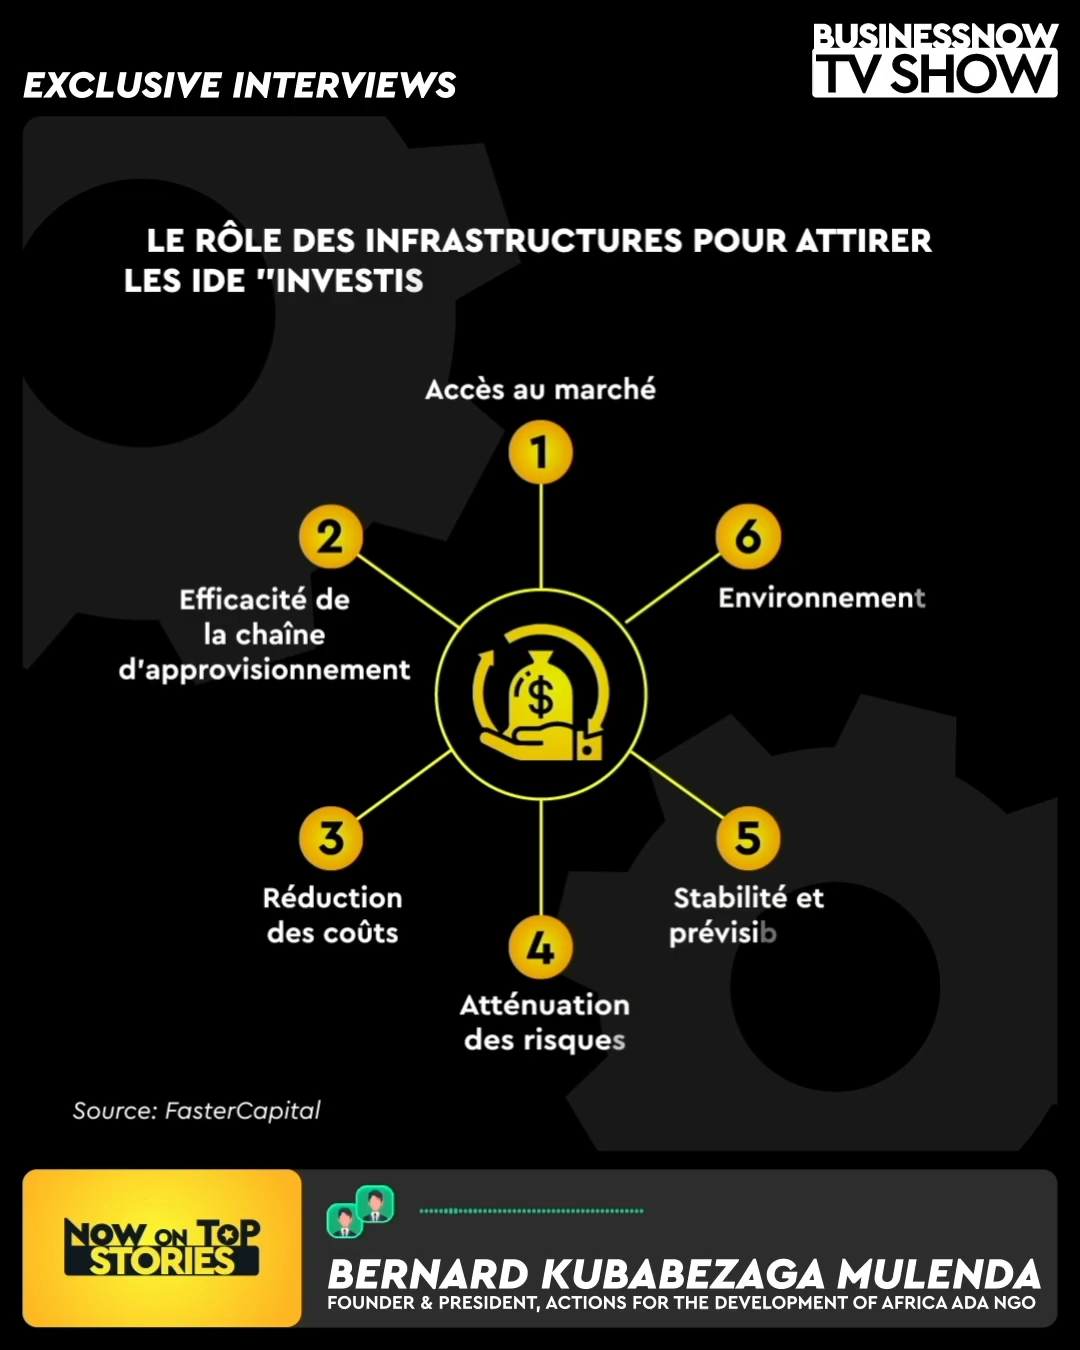 BUSINESSNOW
TV SHOW
EXCLUSIVE INTERVIEWS
LE RÔLE DES INFRASTRUCTURES POUR ATTIRER
LES IDE "INVESTIS
Accès au marché
1
2
Efficacité de
la chaîne
d'approvisionnement
6
Environnement
$
3
Réduction
des coûts
4
Atténuation
des risques
5
Stabilité et
prévisib
Source: FasterCapital
NOW ON TOP
STORIES
BERNARD KUBABEZAGA MULENDA
FOUNDER & PRESIDENT, ACTIONS FOR THE DEVELOPMENT OF AFRICA ADA NGO